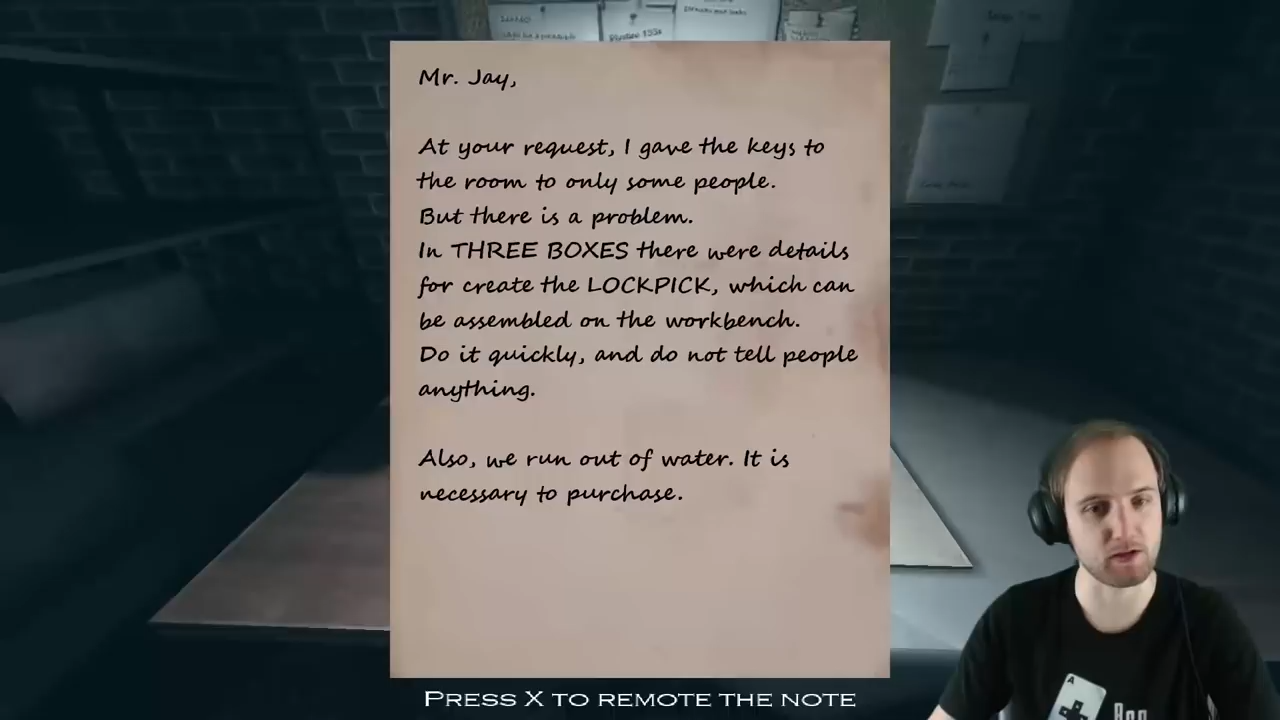 Mr. Jay,
At your request, I gave the keys to
the room to only some people.
But there is a problem.
In THREE BOXES there were details
for create the LOCKPICK, which can
be assembled on the workbench.
Do it quickly, and do not tell people
anything.
Also, we run out of water. It is
necessary to purchase.
PRESS X TO REMOTE THE NOTE
A